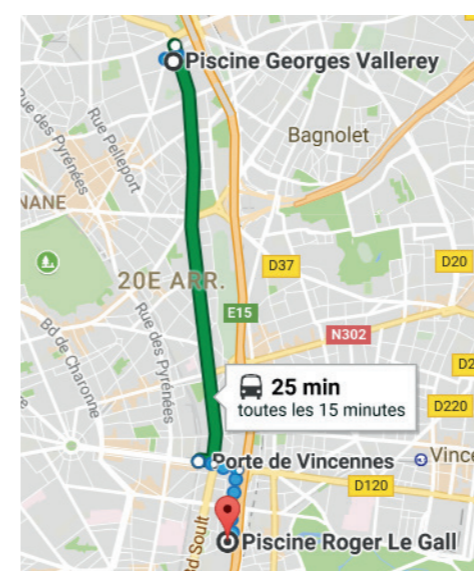 Piscine Georges Vallerey
Rue Pelleport
Rue des Pyrénées
Bagnolet
NANE
D37
D20
20E ARR.
E15
Rue des Pyrénées
N302
Bd de Charonne
D2
25 min
toutes les 15 minutes
D220
Porte de Vincennes
Vince
D120
Bd Soult
Piscine Roger Le Gall